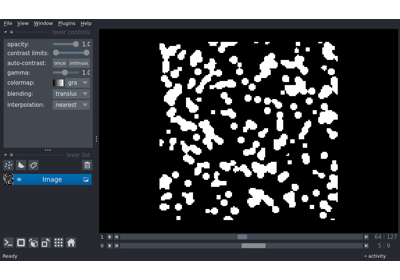 File View Window Plugins Help
layer controls
opacity: 1.0
contrast limits:
auto-contrast: once continuous
gamma: 1.0
colormap: gra
blending: transluc
interpolation: nearest
layer list
Image
1 64 127
0 5 9
Ready activity